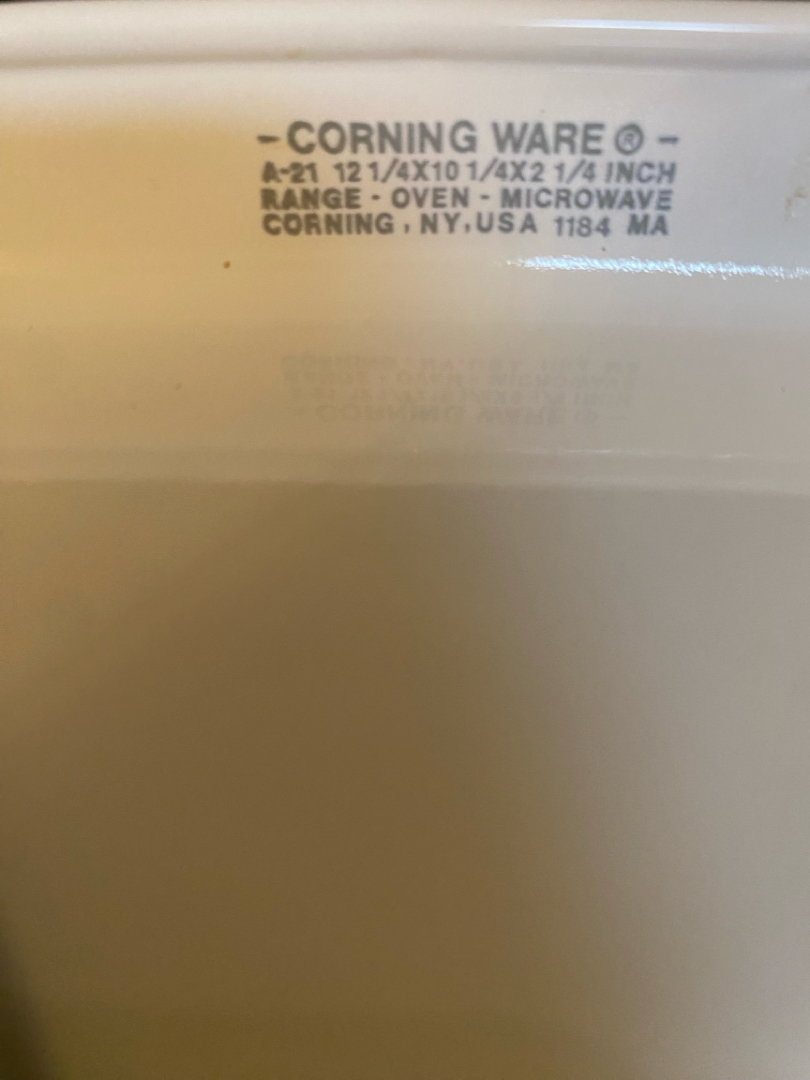 - CORNING WARE ® -
A-21 12 1/4X10 1/4X2 1/4 INCH
RANGE - OVEN - MICROWAVE
CORNING, NY, USA 1184 MA